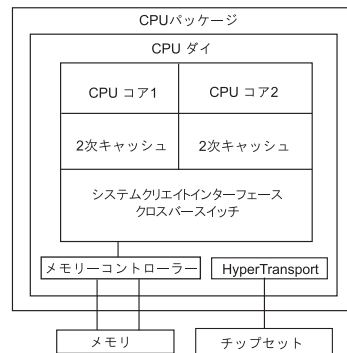 CPUパッケージ
CPU ダイ
CPU コア1
CPU コア2
2次キャッシュ
2次キャッシュ
システムクリエイトインターフェース
クロスバースイッチ
メモリーコントローラー
HyperTransport
メモリ
チップセット